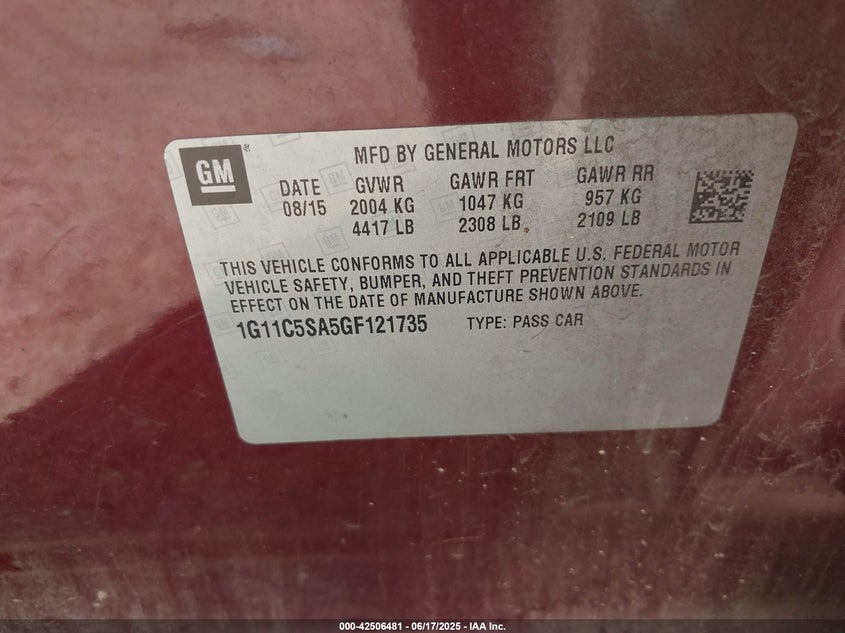 GM
MFD BY GENERAL MOTORS LLC
DATE GVWR GAWR FRT GAWR RR
08/15 2004 KG 1047 KG 957 KG
4417 LB 2308 LB 2109 LB
THIS VEHICLE CONFORMS TO ALL APPLICABLE U.S. FEDERAL MOTOR
VEHICLE SAFETY, BUMPER, AND THEFT PREVENTION STANDARDS IN
EFFECT ON THE DATE OF MANUFACTURE SHOWN ABOVE.
1G11C5SA5GF121735 TYPE: PASS CAR
000-42506481 - 06/17/2025 - IAA Inc.